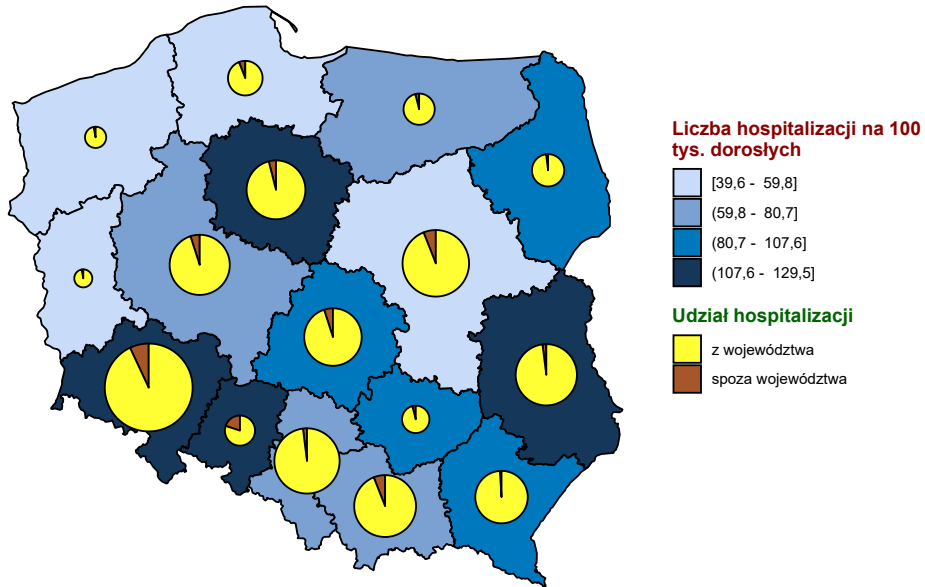 Liczba hospitalizacji na 100
tys. dorosłych
[39,6 - 59,8]
(59,8 - 80,7]
(80,7 - 107,6]
(107,6 - 129,5]
Udział hospitalizacji
z województwa
spoza województwa